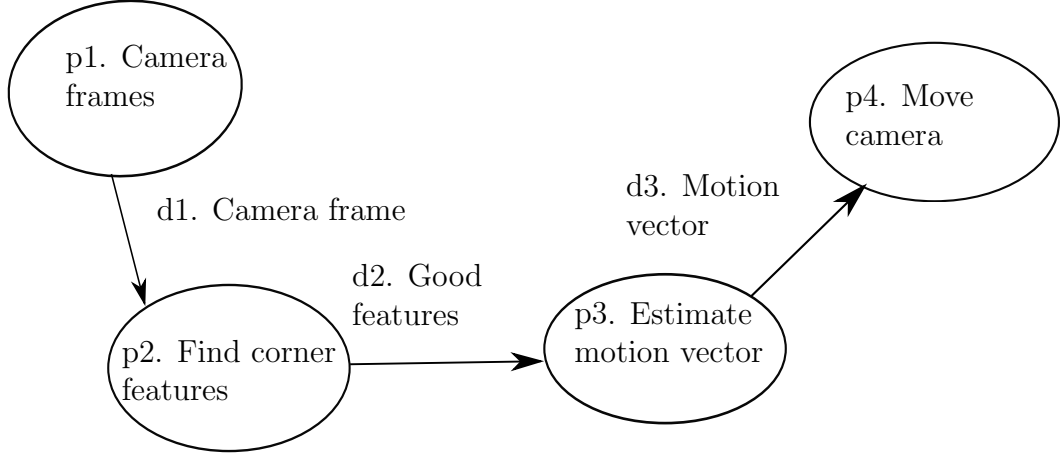 p1. Camera
frames
d1. Camera frame
p2. Find corner
features
d2. Good
features
p3. Estimate
motion vector
d3. Motion
vector
p4. Move
camera